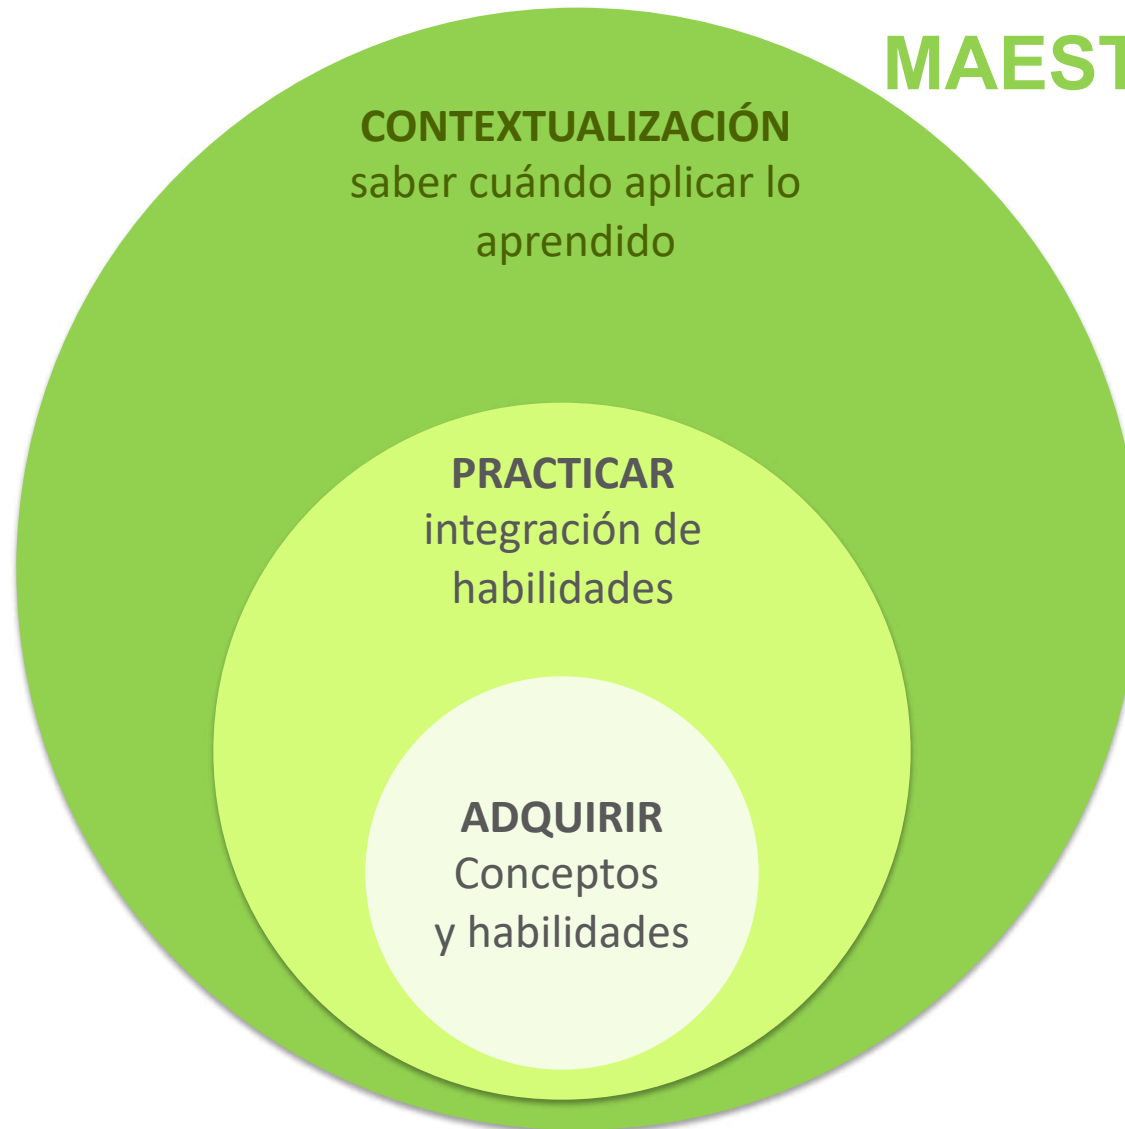 MAEST
CONTEXTUALIZACIÓN
saber cuándo aplicar lo
aprendido
PRACTICAR
integración de
habilidades
ADQUIRIR
Conceptos
y habilidades